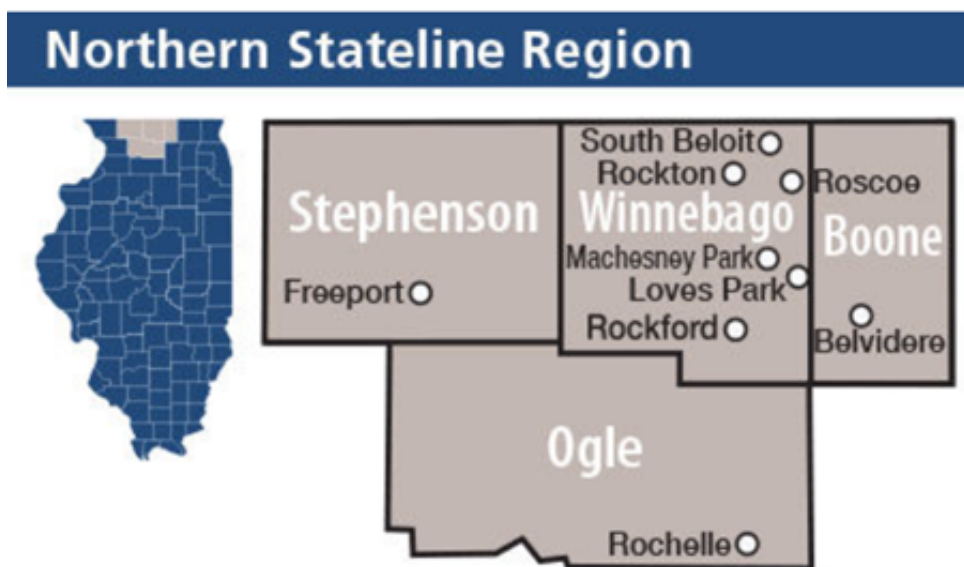 Northern Stateline Region
South Beloit
Rockton
Roscoe
Stephenson
Winnebago
Boone
Machesney Park
Freeport
Loves Park
Rockford
Belvidere
Ogle
Rochelle